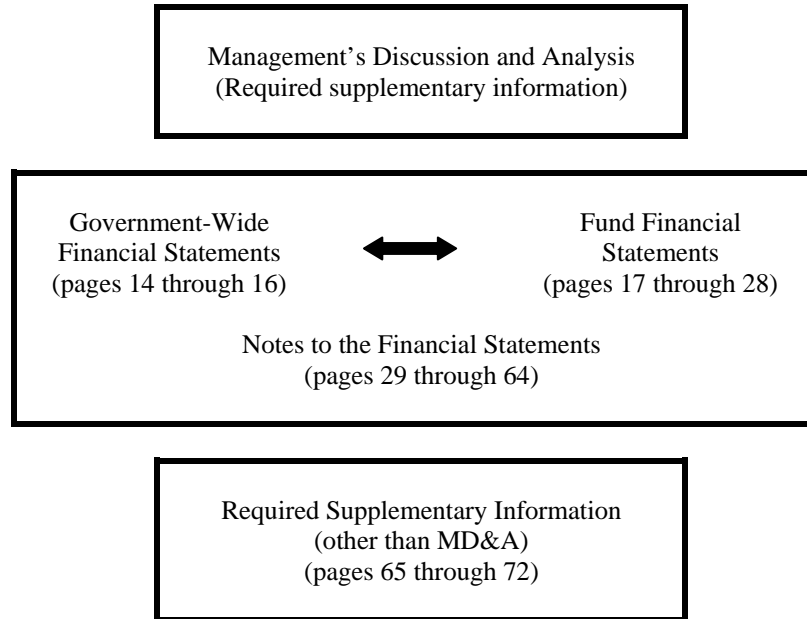 Management’s Discussion and Analysis
(Required supplementary information)
Government-Wide
Financial Statements
(pages 14 through 16)
Fund Financial
Statements
(pages 17 through 28)
Notes to the Financial Statements
(pages 29 through 64)
Required Supplementary Information
(other than MD&A)
(pages 65 through 72)